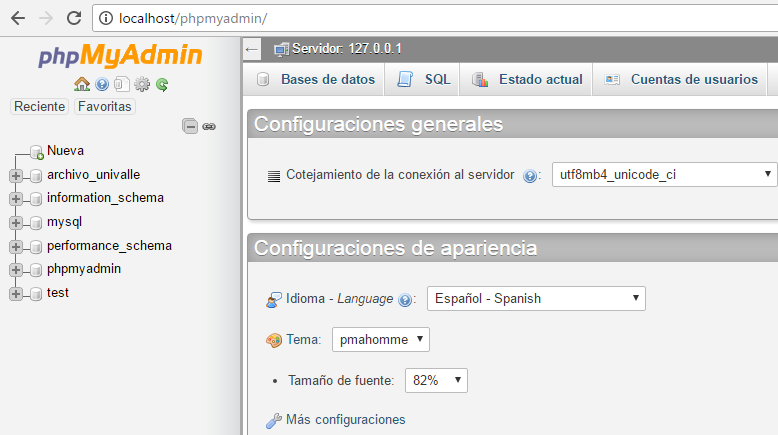 localhost/phpmyadmin/
phpMyAdmin
Reciente Favoritas
Nueva
archivo_univalle
information_schema
mysql
performance_schema
phpmyadmin
test
Servidor: 127.0.0.1
Bases de datos SQL Estado actual Cuentas de usuarios
Configuraciones generales
Cotejamiento de la conexión al servidor : utf8mb4_unicode_ci
Configuraciones de apariencia
Idioma - Language : Español - Spanish
Tema: pmahomme
Tamaño de fuente: 82%
Más configuraciones